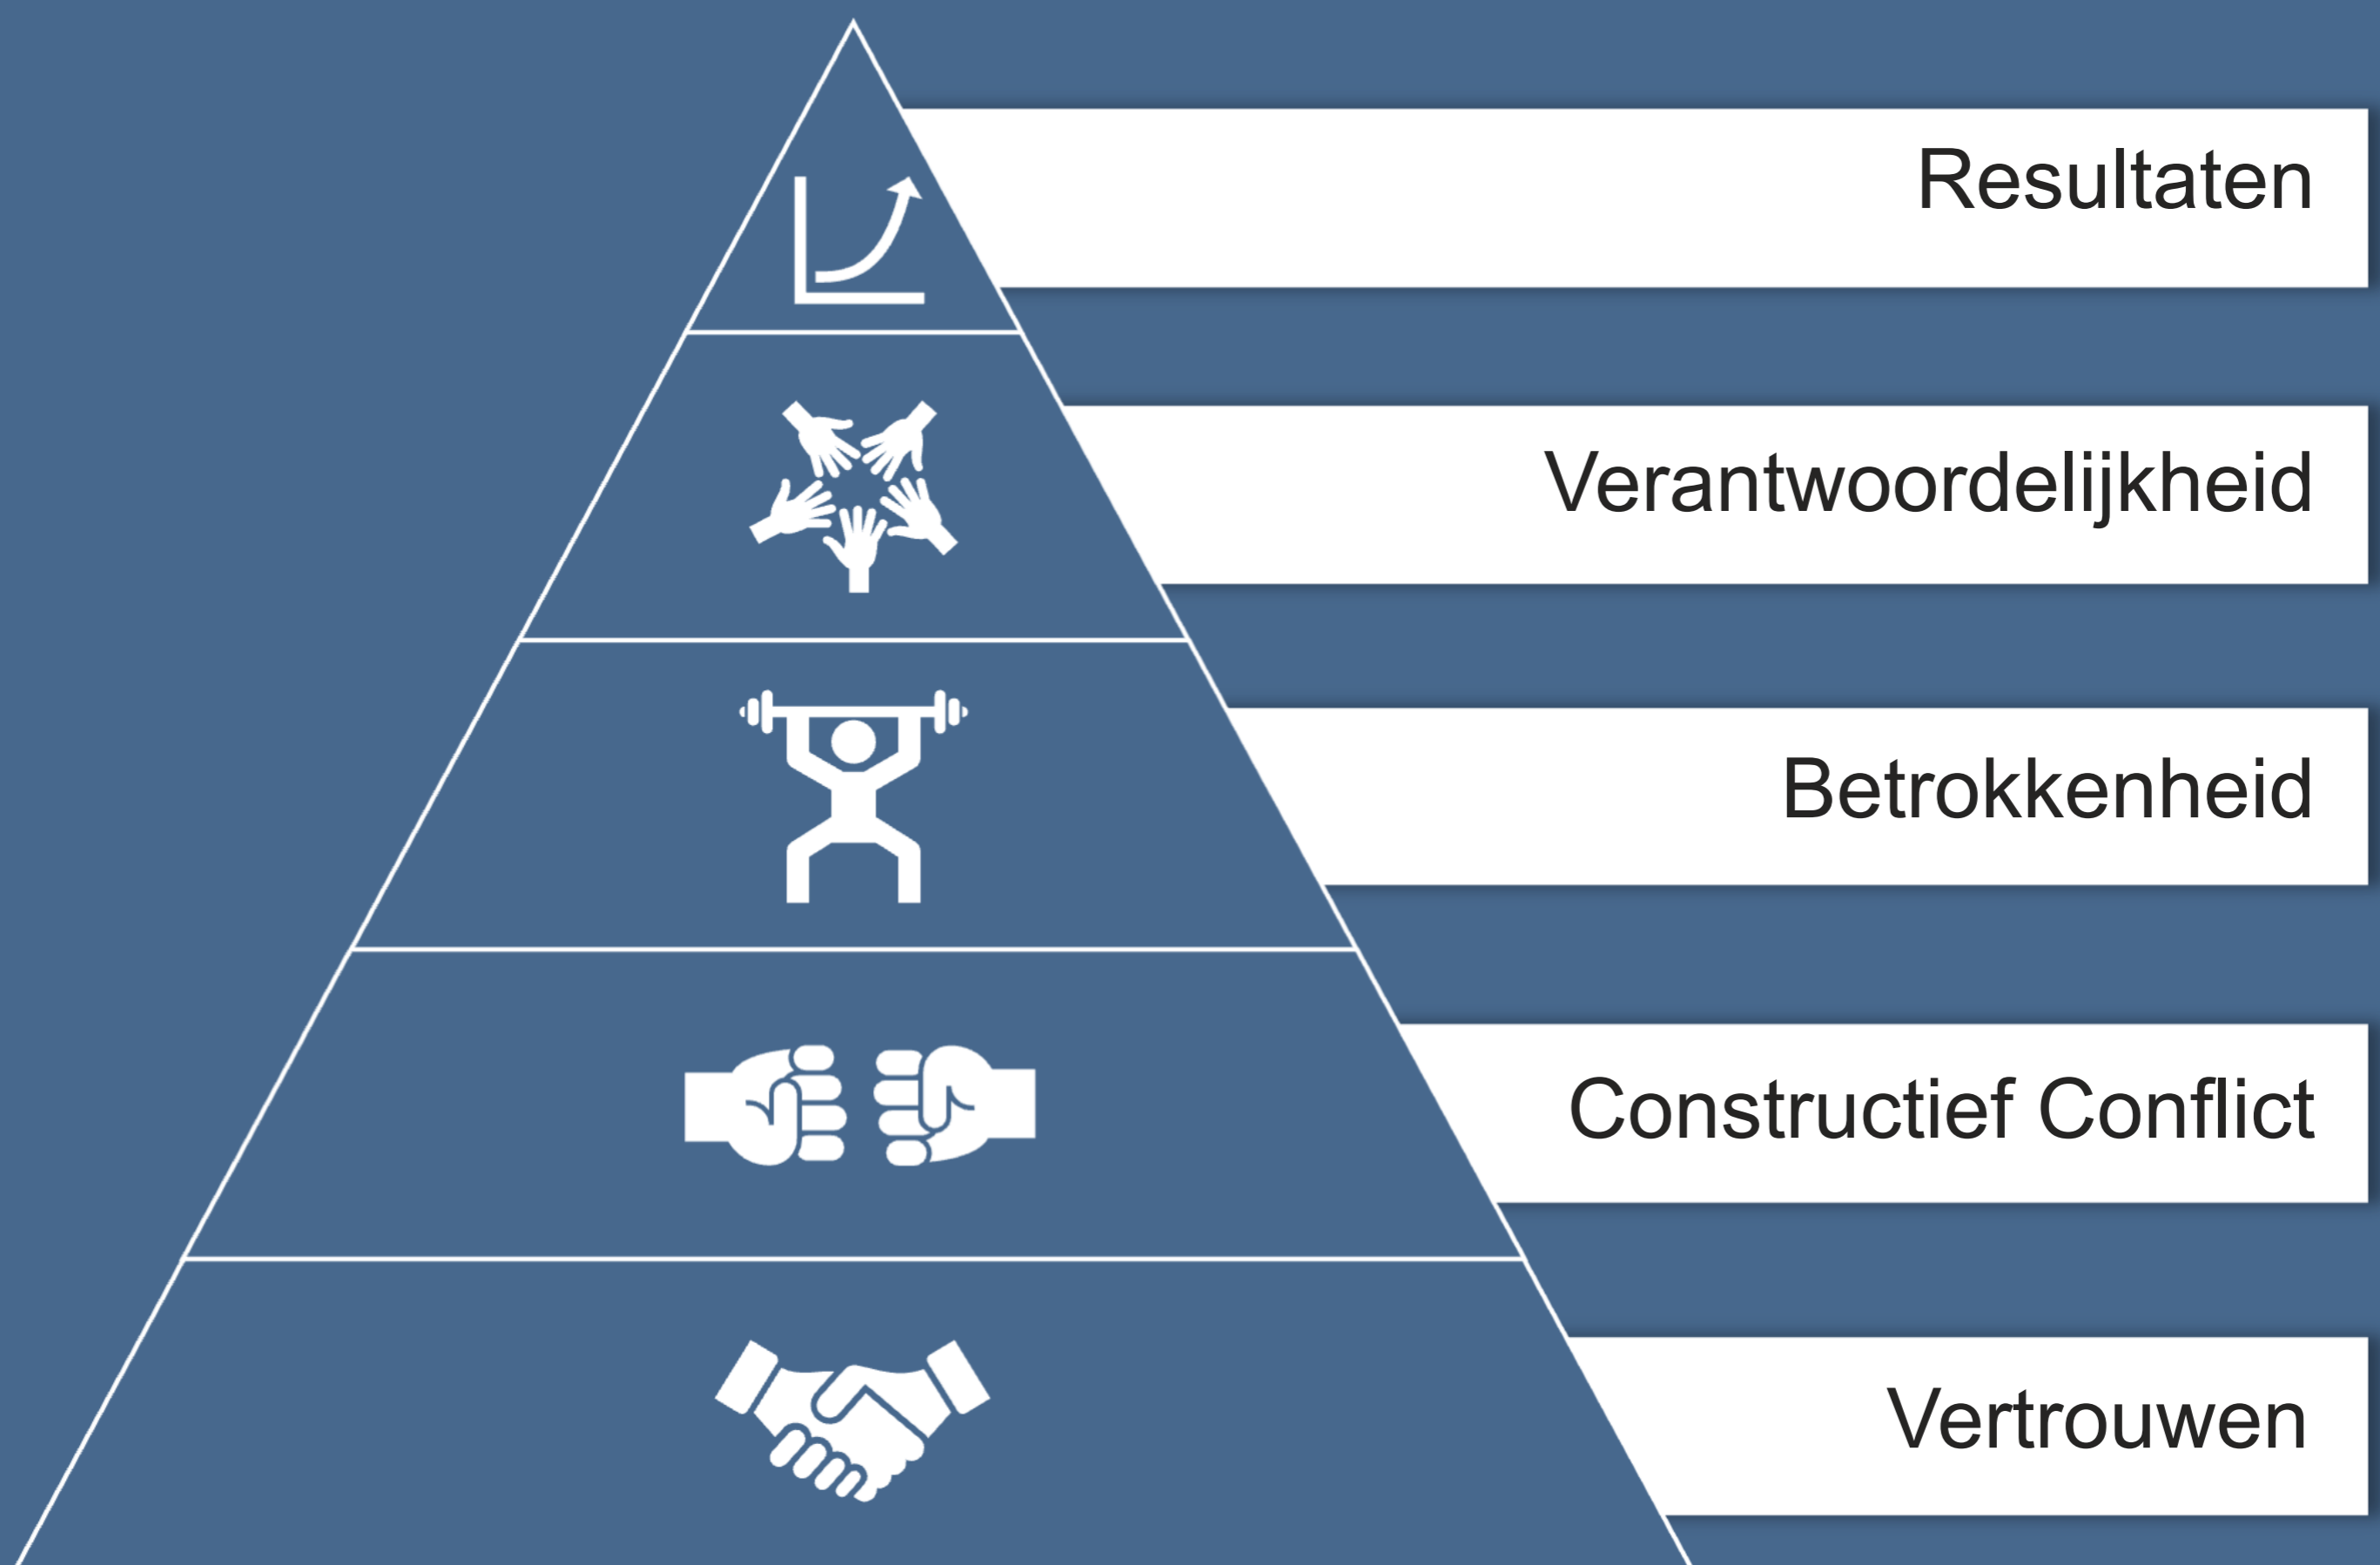 Resultaten
Verantwoordelijkheid
Betrokkenheid
Constructief Conflict
Vertrouwen